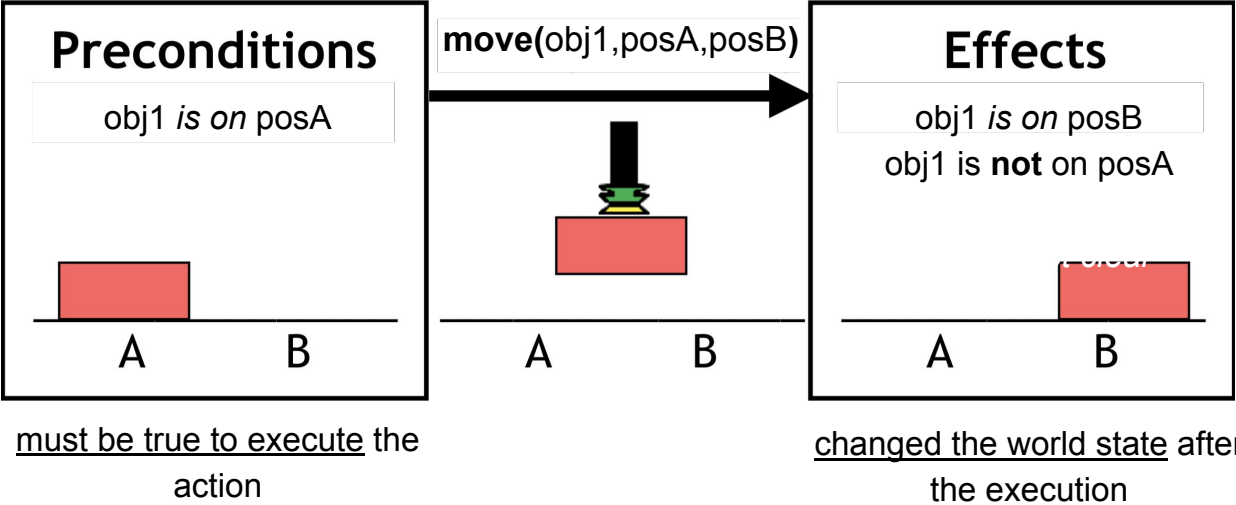 Preconditions
obj1 is on posA
A B
must be true to execute the
action
move(obj1,posA,posB)
A B
Effects
obj1 is on posB
obj1 is not on posA
A B
changed the world state after
the execution